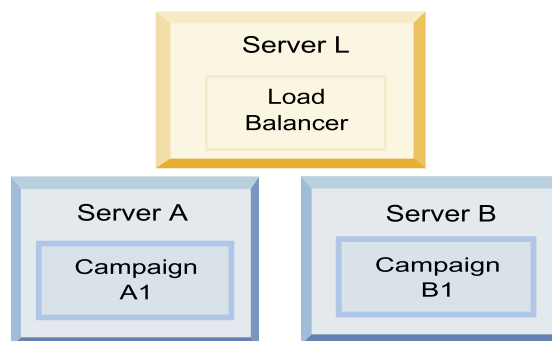 Server L
Load
Balancer
Server A
Campaign
A1
Server B
Campaign
B1